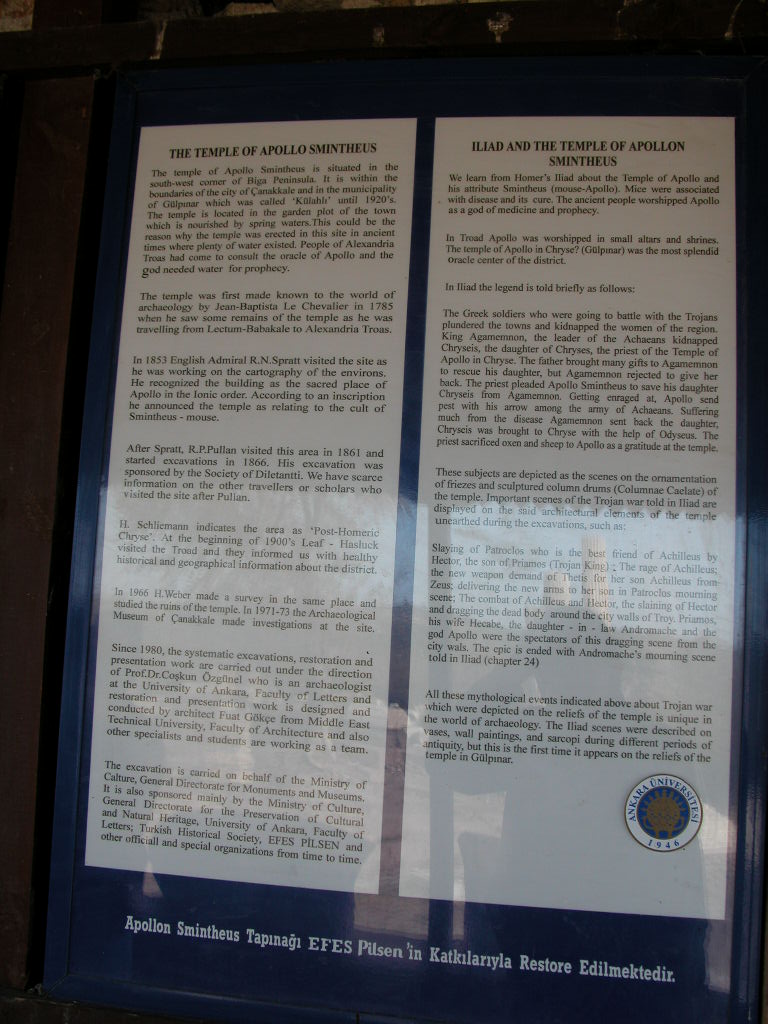 THE TEMPLE OF APOLLO SMINTHEUS
The temple of Apollo Smintheus is situated in the
south-west corner of Biga Peninsula. It is within the
boundaries of the city of Çanakkale and in the municipality
of Gülpınar which was called ‘Külahlı’ until 1920's.
The temple is located in the garden plot of the town
which is nourished by spring waters.This could be the
reason why the temple was erected in this site in ancient
times where plenty of water existed. People of Alexandria
Troas had come to consult the oracle of Apollo and the
god needed water for prophecy.
The temple was first made known to the world of
archaeology by Jean-Baptista Le Chevalier in 1785
when he saw some remains of the temple as he was
travelling from Lectum-Babakale to Alexandria Troas.
In 1853 English Admiral R.N.Spratt visited the site as
he was working on the cartography of the environs.
He recognized the building as the sacred place of
Apollo in the Ionic order. According to an inscription
he announced the temple as relating to the cult of
Smintheus - mouse.
After Spratt, R.P.Pullan visited this area in 1861 and
started excavations in 1866. His excavation was
sponsored by the Society of Diletantti. We have scarce
information on the other travellers or scholars who
visited the site after Pullan.
H. Schliemann indicates the area as ‘Post-Homeric
Chryse’. At the beginning of 1900's Leaf - Hasluck
visited the Troad and they informed us with healthy
historical and geographical information about the district.
In 1966 H.Weber made a survey in the same place and
studied the ruins of the temple. In 1971-73 the Archaeological
Museum of Çanakkale made investigations at the site.
Since 1980, the systematic excavations, restoration and
presentation work are carried out under the direction
of Prof.Dr.Coşkun Özgünel who is an archaeologist
at the University of Ankara, Faculty of Letters and
restoration and presentation work is designed and
conducted by architect Fuat Gökçe from Middle East
Technical University, Faculty of Architecture and also
other specialists and students are working as a team.
The excavation is carried on behalf of the Ministry of
Calture, General Directorate for Monuments and Museums.
It is also sponsored mainly by the Ministry of Culture,
General Directorate for the Preservation of Cultural
and Natural Heritage, University of Ankara, Faculty of
Letters; Turkish Historical Society, EFES PİLSEN and
other officiall and special organizations from time to time.
ILIAD AND THE TEMPLE OF APOLLON
SMINTHEUS
We learn from Homer's Iliad about the Temple of Apollo and
his attribute Smintheus (mouse-Apollo). Mice were associated
with disease and its cure. The ancient people worshipped Apollo
as a god of medicine and prophecy.
In Troad Apollo was worshipped in small altars and shrines.
The temple of Apollo in Chryse? (Gülpınar) was the most splendid
oracle center of the district.
In Iliad the legend is told briefly as follows:
The Greek soldiers who were going to battle with the Trojans
plundered the towns and kidnapped the women of the region.
King Agamemnon, the leader of the Achaeans kidnapped
Chryseis, the daughter of Chryses, the priest of the Temple of
Apollo in Chryse. The father brought many gifts to Agamemnon
to rescue his daughter, but Agamemnon rejected to give her
back. The priest pleaded Apollo Smintheus to save his daughter
Chryseis from Agamemnon. Getting enraged at, Apollo send
pest with his arrow among the army of Achaeans. Suffering
much from the disease Agamemnon sent back the daughter,
Chryseis was brought to Chryse with the help of Odyseus. The
priest sacrificed oxen and sheep to Apollo as a gratitude at the temple.
These subjects are depicted as the scenes on the ornamentation
of friezes and sculptured column drums (Columnae Caelate) of
the temple. Important scenes of the Trojan war told in Iliad are
displayed on the said architectural elements of the temple
unearthed during the excavations, such as:
Slaying of Patroclos who is the best friend of Achilleus by
Hector, the son of Priamos (Trojan King) ; The rage of Achilleus;
the new weapon demand of Thetis for her son Achilleus from
Zeus; delivering the new arms to her son in Patroclos mourning
scene; The combat of Achilleus and Hector, the slaining of Hector
and dragging the dead body around the city walls of Troy. Priamos,
his wife Hecabe, the daughter - in - law Andromache and the
god Apollo were the spectators of this dragging scene from the
city wals. The epic is ended with Andromache's mourning scene
told in Iliad (chapter 24)
All these mythological events indicated above about Trojan war
which were depicted on the reliefs of the temple is unique in
the world of archaeology. The Iliad scenes were described on
vases, wall paintings, and sarcopi during different periods of
antiquity, but this is the first time it appears on the reliefs of the
temple in Gülpınar.
ANKARA ÜNİVERSİTESİ
1946
Apollon Smintheus Tapınağı EFES Pilsen'in Katkılarıyla Restore Edilmektedir.